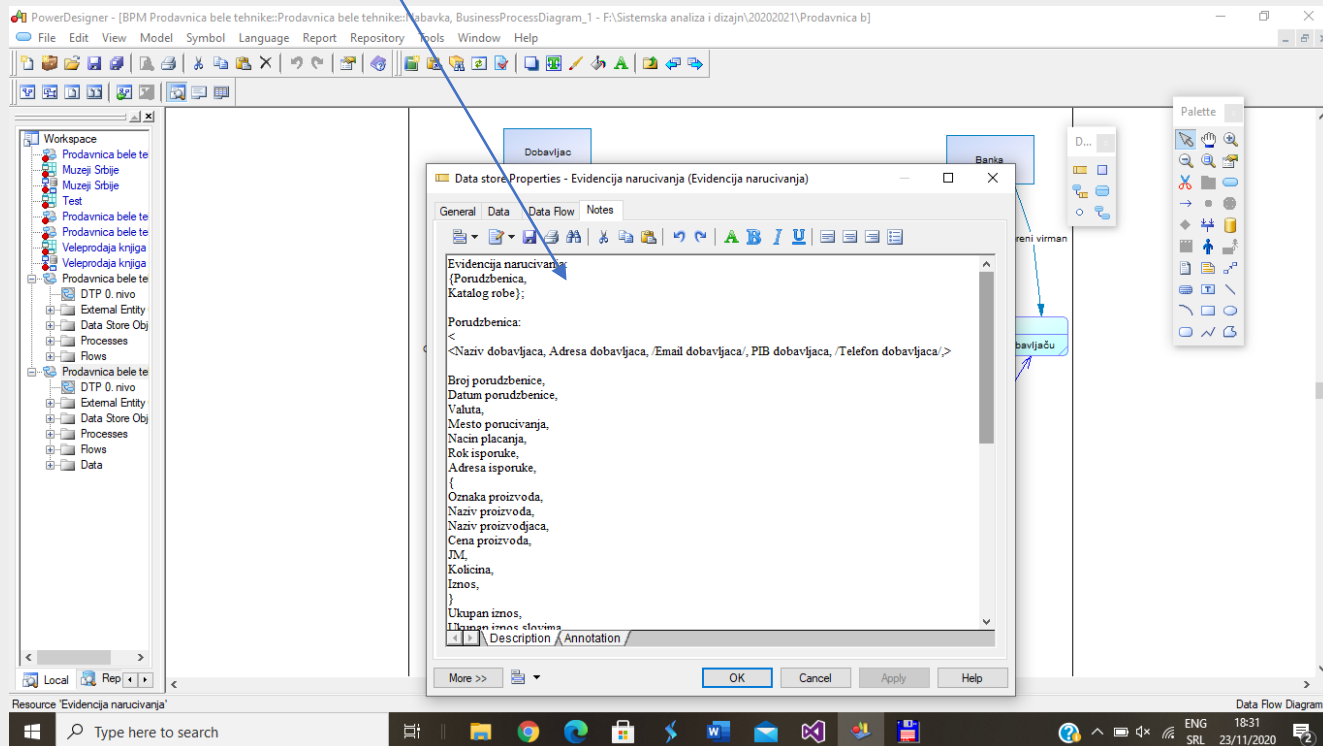 PowerDesigner - [BPM Prodavnica bele tehnike::Prodavnica bele tehnike::Nabavka, BusinessProcessDiagram_1 - F:\Sistemska analiza i dizajn\20202021\Prodavnica b]
File Edit View Model Symbol Language Report Repository Tools Window Help
Workspace
Prodavnica bele te
Muzeji Srbije
Muzeji Srbije
Test
Prodavnica bele te
Prodavnica bele te
Veleprodaja knjiga
Veleprodaja knjiga
Prodavnica bele te
DTP 0. nivo
External Entity
Data Store Obj
Processes
Flows
Prodavnica bele te
DTP 0. nivo
External Entity
Data Store Obj
Processes
Flows
Data
Local Rep
Dobavljac
Banka
D...
Palette
reni virman
bavljaču
Data store Properties - Evidencija narucivanja (Evidencija narucivanja)
General Data Data Flow Notes
Evidencija narucivanja:
{Porudzbenica,
Katalog robe};
Porudzbenica:
<
<Naziv dobavljaca, Adresa dobavljaca, /Email dobavljaca/, PIB dobavljaca, /Telefon dobavljaca/,>
Broj porudzbenice,
Datum porudzbenice,
Valuta,
Mesto porucivanja,
Nacin placanja,
Rok isporuke,
Adresa isporuke,
{
Oznaka proizvoda,
Naziv proizvoda,
Naziv proizvodjaca,
Cena proizvoda,
JM,
Kolicina,
Iznos,
}
Ukupan iznos,
Ukupan iznos slovima
Description Annotation
More >> OK Cancel Apply Help
Resource 'Evidencija narucivanja'
Data Flow Diagram
Type here to search
ENG
SRL
18:31
23/11/2020
2